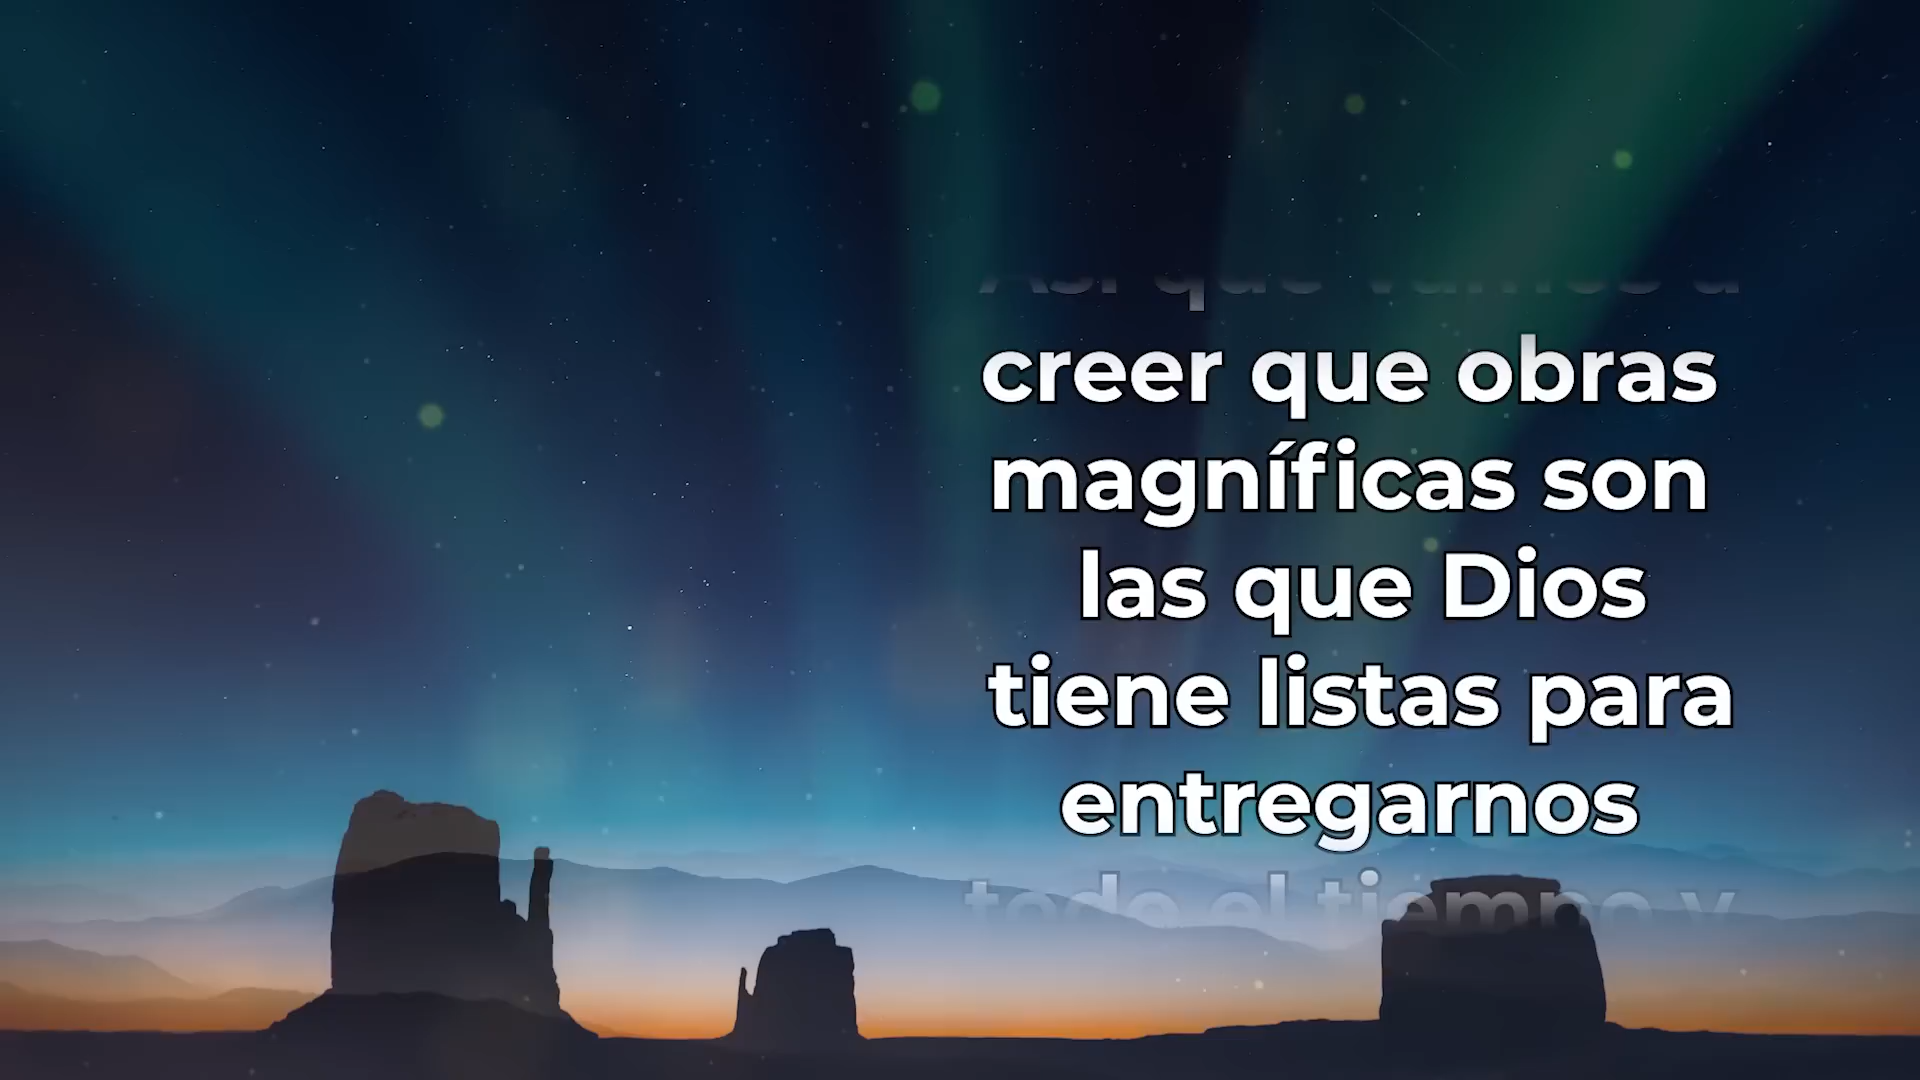 Así que vamos a
creer que obras
magníficas son
las que Dios
tiene listas para
entregarnos
todo el tiempo y